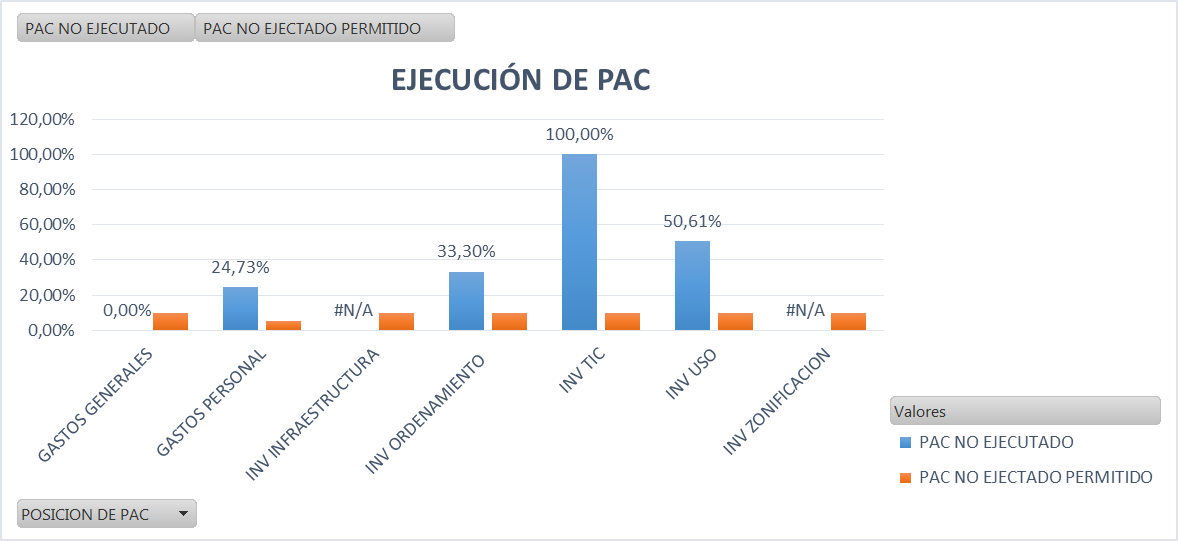 PAC NO EJECUTADO
PAC NO EJECTADO PERMITIDO
EJECUCIÓN DE PAC
120,00%
100,00%
80,00%
60,00%
40,00%
20,00%
0,00%
0,00%
24,73%
#N/A
33,30%
100,00%
50,61%
#N/A
GASTOS GENERALES
GASTOS PERSONAL
INV INFRAESTRUCTURA
INV ORDENAMIENTO
INV TIC
INV USO
INV ZONIFICACION
Valores
PAC NO EJECUTADO
PAC NO EJECTADO PERMITIDO
POSICION DE PAC